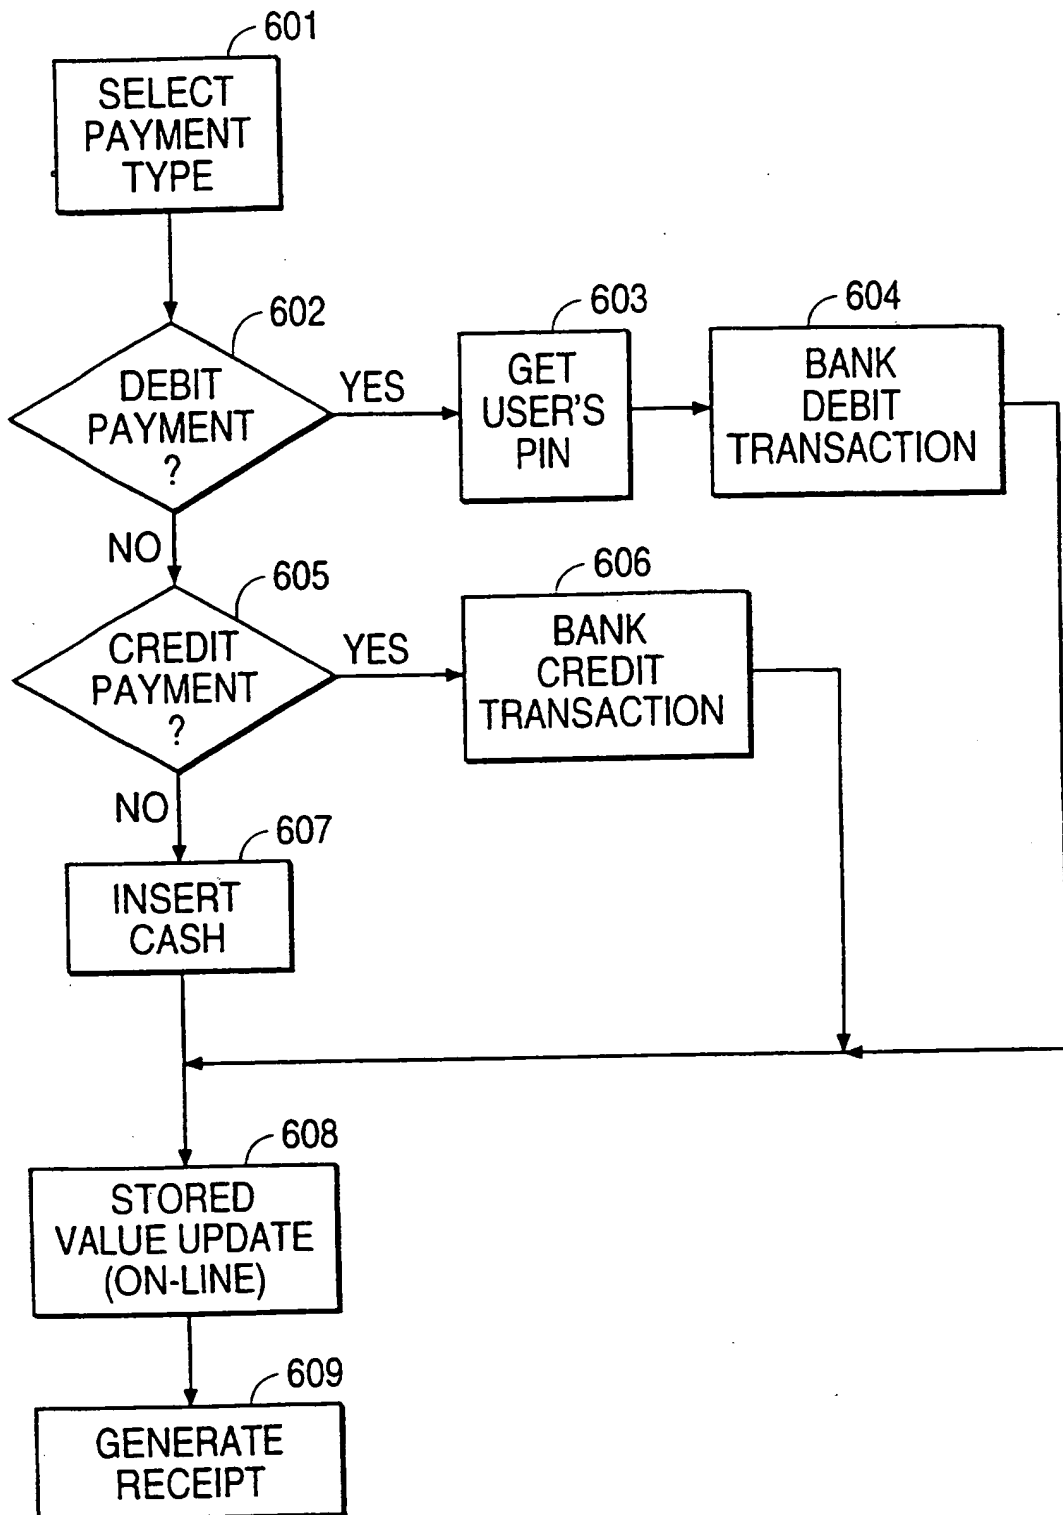 601
SELECT
PAYMENT
TYPE
602
DEBIT
PAYMENT
?
YES
603
GET
USER'S
PIN
604
BANK
DEBIT
TRANSACTION
NO
605
CREDIT
PAYMENT
?
YES
606
BANK
CREDIT
TRANSACTION
NO
607
INSERT
CASH
608
STORED
VALUE UPDATE
(ON-LINE)
609
GENERATE
RECEIPT